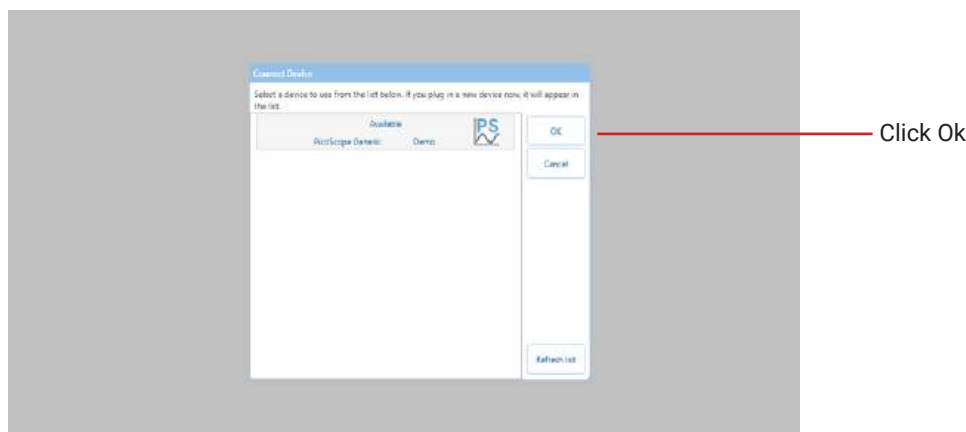 Connect Device
Select a device to use from the list below. If you plug in a new device now, it will appear in
the list.
Available
PicoScope Generic Demo
PS
OK
Cancel
Refresh list
Click Ok